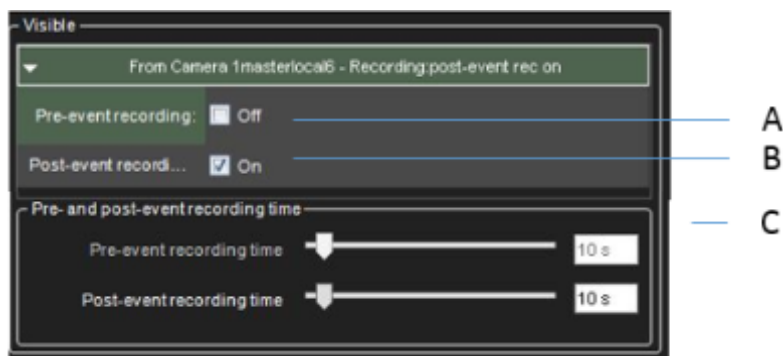 Visible
From Camera 1masterlocal6 - Recording:post-event rec on
Pre-event recording: Off
A
Post-event recordi... On
B
Pre- and post-event recording time
C
Pre-event recording time 10 s
Post-event recording time 10 s